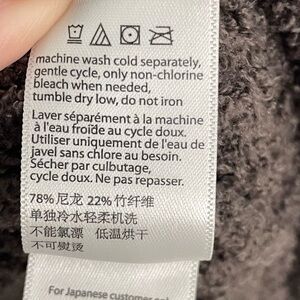 machine wash cold separately,
gentle cycle, only non-chlorine
bleach when needed,
tumble dry low, do not iron
Laver séparément à la machine
à l'eau froide au cycle doux.
Utiliser uniquement de l'eau de
javel sans chlore au besoin.
Sécher par culbutage,
cycle doux. Ne pas repasser.
78% 尼龙 22% 竹纤维
单独冷水轻柔机洗
不能氯漂 低温烘干
不可熨烫
For Japanese customer